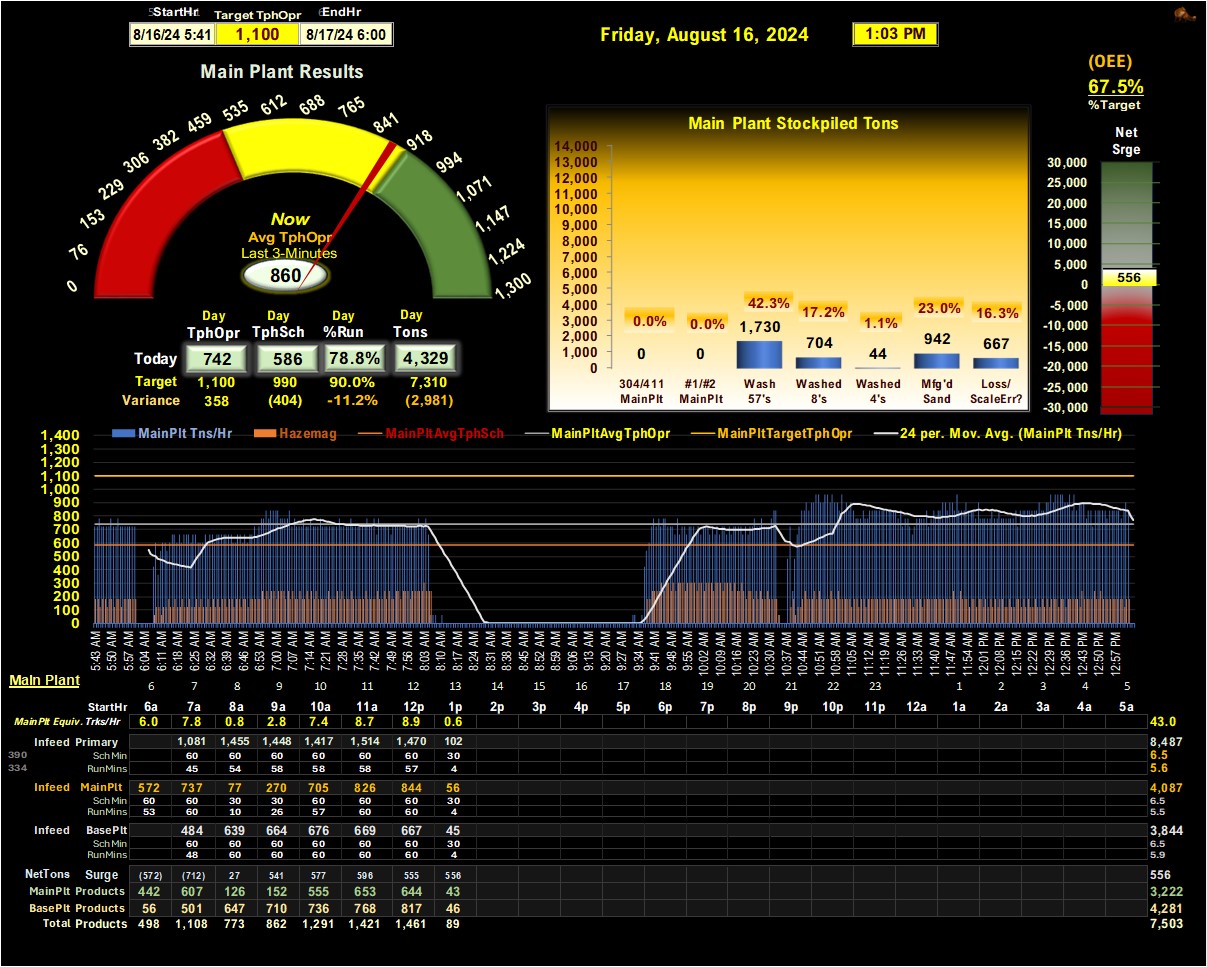 StartHr Target TphOpr EndHr
8/16/24 5:41 1,100 8/17/24 6:00
Friday, August 16, 2024 1:03 PM
(OEE)
67.5%
%Target
Main Plant Results
0 76 153 229 306 382 459 535 612 688 765 841 918 994 1,071 1,147 1,224 1,300
Now
Avg TphOpr
Last 3-Minutes
860
Day Day Day Day
TphOpr TphSch %Run Tons
Today 742 586 78.8% 4,329
Target 1,100 990 90.0% 7,310
Variance 358 (404) -11.2% (2,981)
Main Plant Stockpiled Tons
14,000
13,000
12,000
11,000
10,000
9,000
8,000
7,000
6,000
5,000
4,000
3,000
2,000
1,000
0
0.0% 0.0% 42.3% 17.2% 1.1% 23.0% 16.3%
0 0 1,730 704 44 942 667
304/411 #1/#2 Wash Washed Washed Mfg'd Loss/
MainPlt MainPlt 57's 8's 4's Sand ScaleErr?
Net
Srge
30,000
25,000
20,000
15,000
10,000
5,000
0
-5,000
-10,000
-15,000
-20,000
-25,000
-30,000
556
MainPlt Tns/Hr Hazemag MainPltAvgTphSch MainPltAvgTphOpr MainPltTargetTphOpr 24 per. Mov. Avg. (MainPlt Tns/Hr)
1,400
1,300
1,200
1,100
1,000
900
800
700
600
500
400
300
200
100
0
5:43 AM 5:50 AM 5:57 AM 6:04 AM 6:11 AM 6:18 AM 6:25 AM 6:32 AM 6:39 AM 6:46 AM 6:53 AM 7:00 AM 7:07 AM 7:14 AM 7:21 AM 7:28 AM 7:35 AM 7:42 AM 7:49 AM 7:56 AM 8:03 AM 8:10 AM 8:17 AM 8:24 AM 8:31 AM 8:38 AM 8:45 AM 8:52 AM 8:59 AM 9:06 AM 9:13 AM 9:20 AM 9:27 AM 9:34 AM 9:41 AM 9:48 AM 9:55 AM 10:02 AM 10:09 AM 10:16 AM 10:23 AM 10:30 AM 10:37 AM 10:44 AM 10:51 AM 10:58 AM 11:05 AM 11:12 AM 11:19 AM 11:26 AM 11:33 AM 11:40 AM 11:47 AM 11:54 AM 12:01 PM 12:08 PM 12:15 PM 12:22 PM 12:29 PM 12:36 PM 12:43 PM 12:50 PM 12:57 PM
Main Plant 6 7 8 9 10 11 12 13 14 15 16 17 18 19 20 21 22 23 1 2 3 4 5
StartHr 6a 7a 8a 9a 10a 11a 12p 1p 2p 3p 4p 5p 6p 7p 8p 9p 10p 11p 12a 1a 2a 3a 4a 5a
MainPlt Equiv. Trks/Hr 6.0 7.8 0.8 2.8 7.4 8.7 8.9 0.6 43.0
Infeed Primary 1,081 1,455 1,448 1,417 1,514 1,470 102 8,487
390 Sch Min 60 60 60 60 60 60 30 6.5
334 RunMins 45 54 58 58 58 57 4 5.6
Infeed MainPlt 572 737 77 270 705 826 844 56 4,087
Sch Min 60 60 30 30 60 60 60 30 6.5
RunMins 53 60 10 26 57 60 60 4 5.5
Infeed BasePlt 484 639 664 676 669 667 45 3,844
Sch Min 60 60 60 60 60 60 30 6.5
RunMins 48 60 60 60 60 60 4 5.9
NetTons Surge (572) (712) 27 541 577 596 555 556 556
MainPlt Products 442 607 126 152 555 653 644 43 3,222
BasePlt Products 56 501 647 710 736 768 817 46 4,281
Total Products 498 1,108 773 862 1,291 1,421 1,461 89 7,503